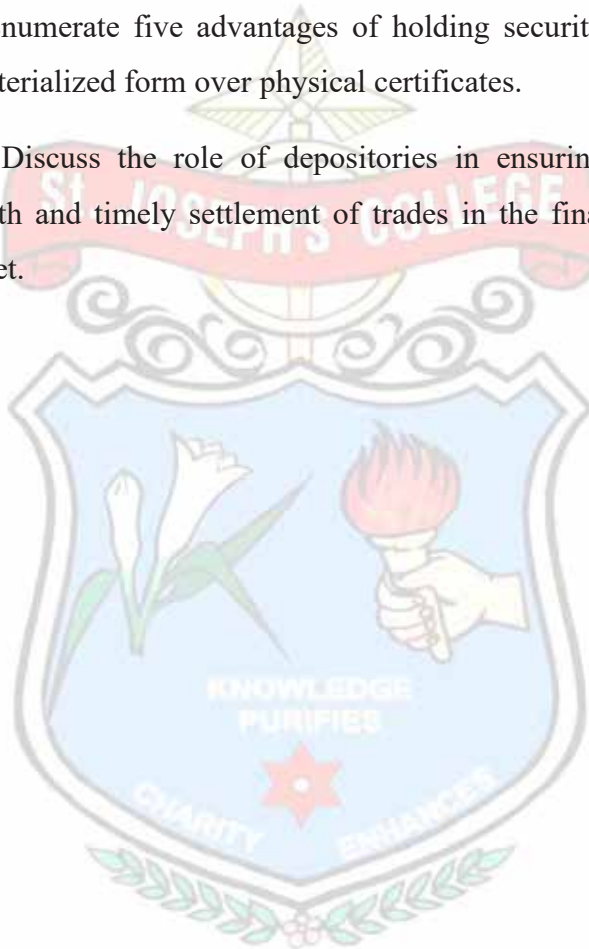 numerate five advantages of holding securit
terialized form over physical certificates.
Discuss the role of depositories in ensurin
th and timely settlement of trades in the fina
et.
St JOSEPH'S COLLEGE
KNOWLEDGE
PURIFIES
CHARITY ENHANCES